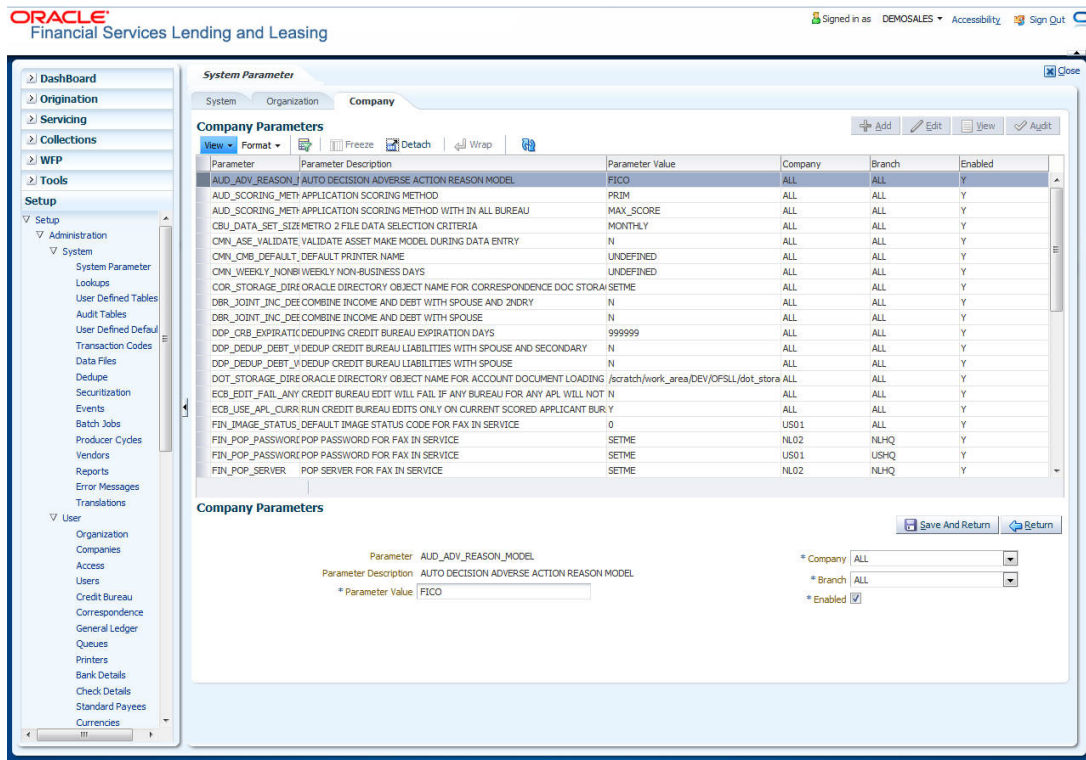 ORACLE
Financial Services Lending and Leasing
Signed in as DEMOSALES Accessibility Sign Out
Close
DashBoard
Origination
Servicing
Collections
WFP
Tools
Setup
Setup
Administration
System
System Parameter
Lookups
User Defined Tables
Audit Tables
User Defined Defaul
Transaction Codes
Data Files
Dedupe
Securitization
Events
Batch Jobs
Producer Cycles
Vendors
Reports
Error Messages
Translations
User
Organization
Companies
Access
Users
Credit Bureau
Correspondence
General Ledger
Queues
Printers
Bank Details
Check Details
Standard Payees
Currencies
System Parameter
System Organization Company
Company Parameters
Add Edit View Audit
View Format Freeze Detach Wrap
Parameter Parameter Description Parameter Value Company Branch Enabled
AUD_ADV_REASON_ AUTO DECISION ADVERSE ACTION REASON MODEL FICO ALL ALL Y
AUD_SCORING_METH APPLICATION SCORING METHOD PRIM ALL ALL Y
AUD_SCORING_METH APPLICATION SCORING METHOD WITH IN ALL BUREAU MAX_SCORE ALL ALL Y
CBU_DATA_SET_SIZE METRO 2 FILE DATA SELECTION CRITERIA MONTHLY ALL ALL Y
CMN_ASE_VALIDATE_ VALIDATE ASSET MAKE MODEL DURING DATA ENTRY N ALL ALL Y
CMN_CMB_DEFAULT_ DEFAULT PRINTER NAME UNDEFINED ALL ALL Y
CMN_WEEKLY_NONB WEEKLY NON-BUSINESS DAYS UNDEFINED ALL ALL Y
COR_STORAGE_DIRE ORACLE DIRECTORY OBJECT NAME FOR CORRESPONDENCE DOC STORA SETME ALL ALL Y
DBR_JOINT_INC_DEE COMBINE INCOME AND DEBT WITH SPOUSE AND 2NDRY N ALL ALL Y
DBR_JOINT_INC_DEE COMBINE INCOME AND DEBT WITH SPOUSE N ALL ALL Y
DDP_CRB_EXPIRATIC DEDUPING CREDIT BUREAU EXPIRATION DAYS 999999 ALL ALL Y
DDP_DEDUP_DEBT_V DEDUP CREDIT BUREAU LIABILITIES WITH SPOUSE AND SECONDARY N ALL ALL Y
DDP_DEDUP_DEBT_V DEDUP CREDIT BUREAU LIABILITIES WITH SPOUSE N ALL ALL Y
DOT_STORAGE_DIRE ORACLE DIRECTORY OBJECT NAME FOR ACCOUNT DOCUMENT LOADING /scratch/work_area/DEV/OFSLL/dot_stora ALL ALL Y
ECB_EDIT_FAIL_ANY CREDIT BUREAU EDIT WILL FAIL IF ANY BUREAU FOR ANY APL WILL NOT N ALL ALL Y
ECB_USE_APL_CURR RUN CREDIT BUREAU EDITS ONLY ON CURRENT SCORED APPLICANT BUR Y ALL ALL Y
FIN_IMAGE_STATUS_ DEFAULT IMAGE STATUS CODE FOR FAX IN SERVICE 0 US01 ALL Y
FIN_POP_PASSWORD POP PASSWORD FOR FAX IN SERVICE SETME NL02 NLHQ Y
FIN_POP_PASSWORD POP PASSWORD FOR FAX IN SERVICE SETME US01 USHQ Y
FIN_POP_SERVER POP SERVER FOR FAX IN SERVICE SETME NL02 NLHQ Y
Company Parameters
Save And Return Return
Parameter AUD_ADV_REASON_MODEL
Parameter Description AUTO DECISION ADVERSE ACTION REASON MODEL
* Parameter Value FICO
* Company ALL
* Branch ALL
* Enabled